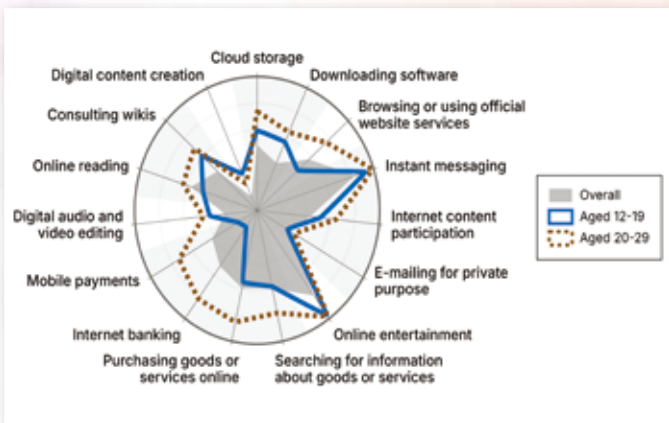 Cloud storage
Digital content creation
Downloading software
Consulting wikis
Browsing or using official
website services
Online reading
Instant messaging
Digital audio and
video editing
Internet content
participation
Mobile payments
E-mailing for private
purpose
Internet banking
Online entertainment
Purchasing goods or
services online
Searching for information
about goods or services
Overall
Aged 12-19
Aged 20-29